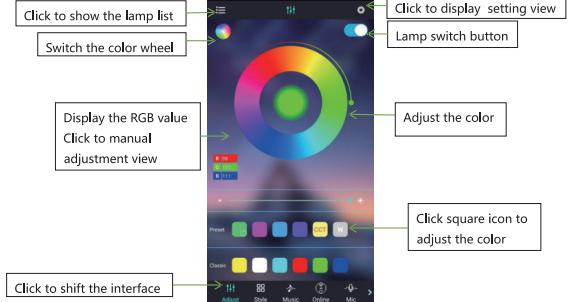 Click to show the lamp list
Click to display setting view
Switch the color wheel
Lamp switch button
Display the RGB value
Click to manual
adjustment view
Adjust the color
R
G
B
Preset
CCT
W
Click square icon to
adjust the color
Classic
Click to shift the interface
Adjust
Style
Music
Online
Mic